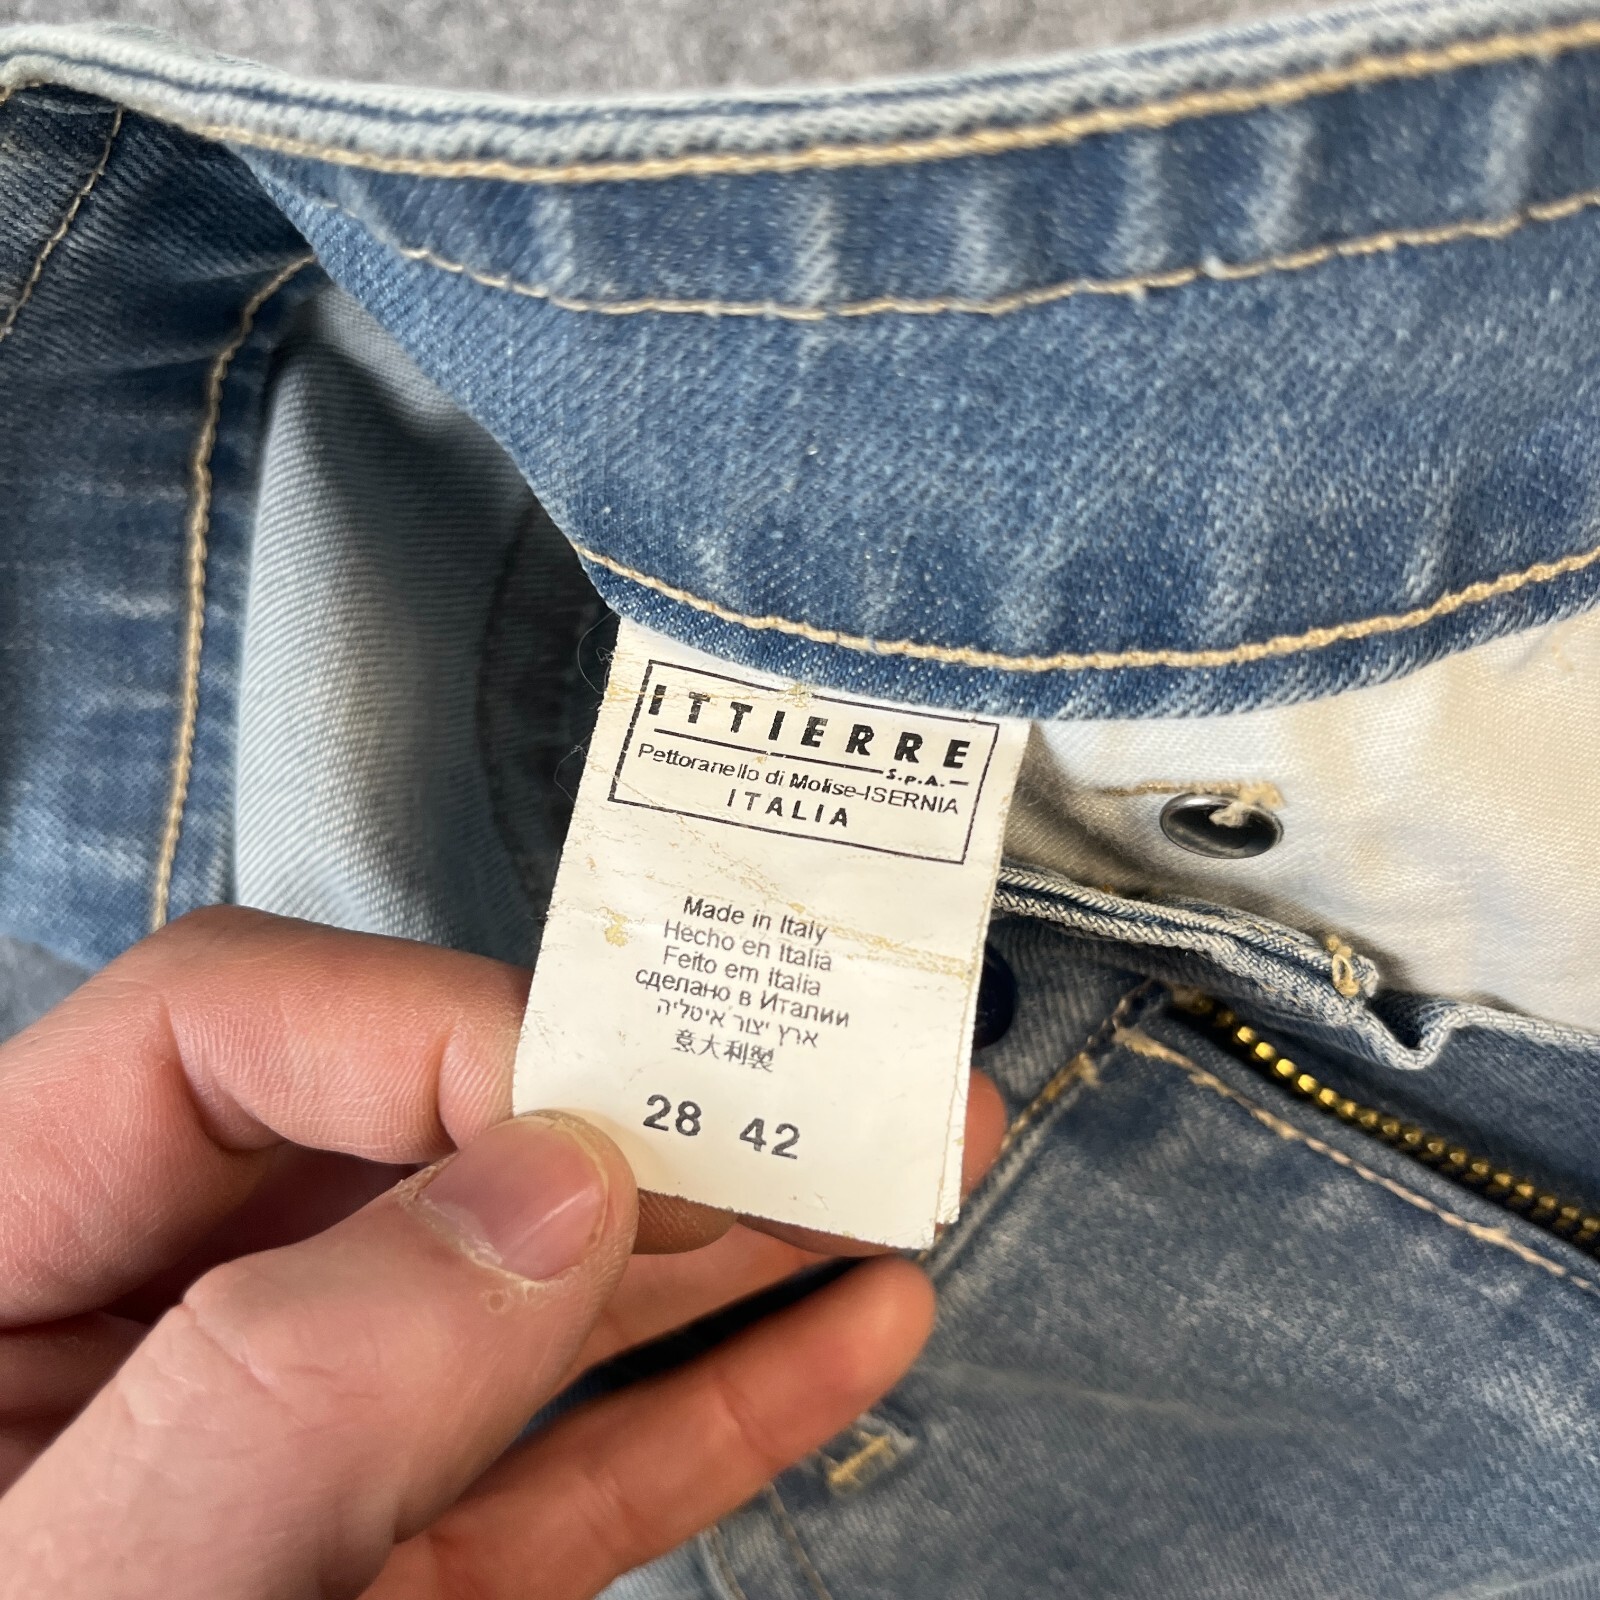 ITTIERRE
S.p.A.
Pettoranello di Molise-ISERNIA
ITALIA
Made in Italy
Hecho en Italia
Feito em Italia
сделано в Италии
ארץ יצור איטליה
意大利製
28 42